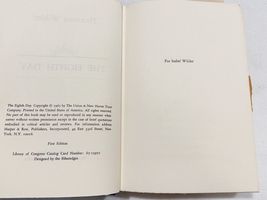 Thornton Wilder
THE EIGHTH DAY
The Eighth Day. Copyright © 1967 by The Union & New Haven Trust
Company. Printed in the United States of America. All rights reserved.
No part of this book may be used or reproduced in any manner what-
soever without written permission except in the case of brief quotations
embodied in critical articles and reviews. For information address
Harper & Row, Publishers, Incorporated, 49 East 33rd Street, New York,
N.Y. 10016.
First Edition
Library of Congress Catalog Card Number:
Designed by the Etheredges
For Isabel Wilder